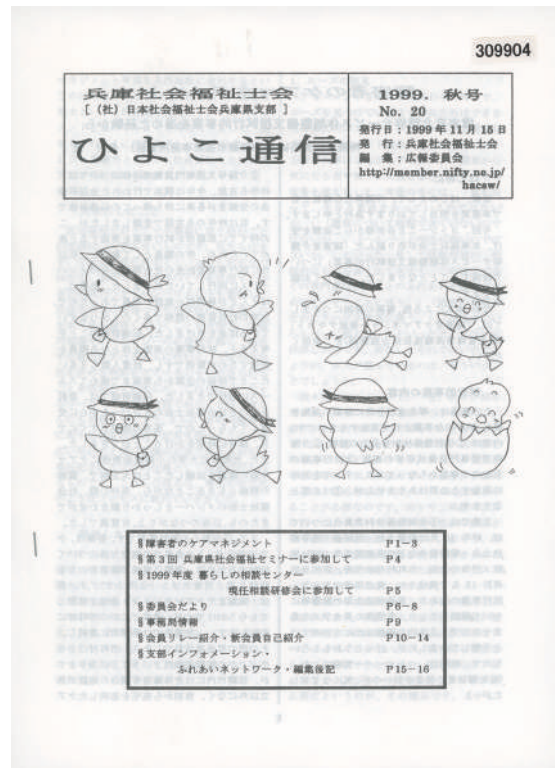 309904
兵庫社会福祉士会
[ (社) 日本社会福祉士会兵庫県支部 ]
ひよこ通信
1999. 秋号
No. 20
発行日:1999年11月15日
発 行:兵庫社会福祉士会
編 集:広報委員会
http://member.nifty.ne.jp/
hacsw/
§障害者のケアマネジメント P1-3
§第3回 兵庫県社会福祉セミナーに参加して P4
§1999年度 暮らしの相談センター
現任相談研修会に参加して P5
§委員会だより P6-8
§事務局情報 P9
§会員リレー紹介・新会員自己紹介 P10-14
§支部インフォメーション・
ふれあいネットワーク・編集後記 P15-16